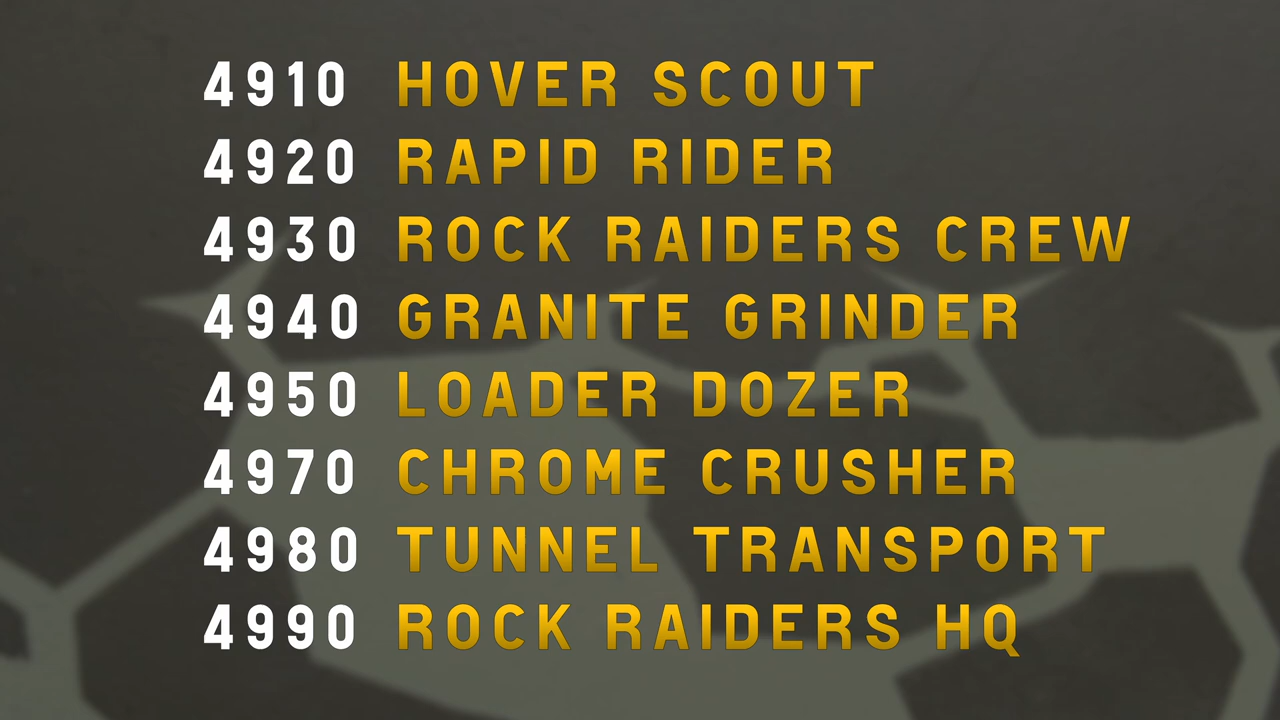 4910 HOVER SCOUT
4920 RAPID RIDER
4930 ROCK RAIDERS CREW
4940 GRANITE GRINDER
4950 LOADER DOZER
4970 CHROME CRUSHER
4980 TUNNEL TRANSPORT
4990 ROCK RAIDERS HQ